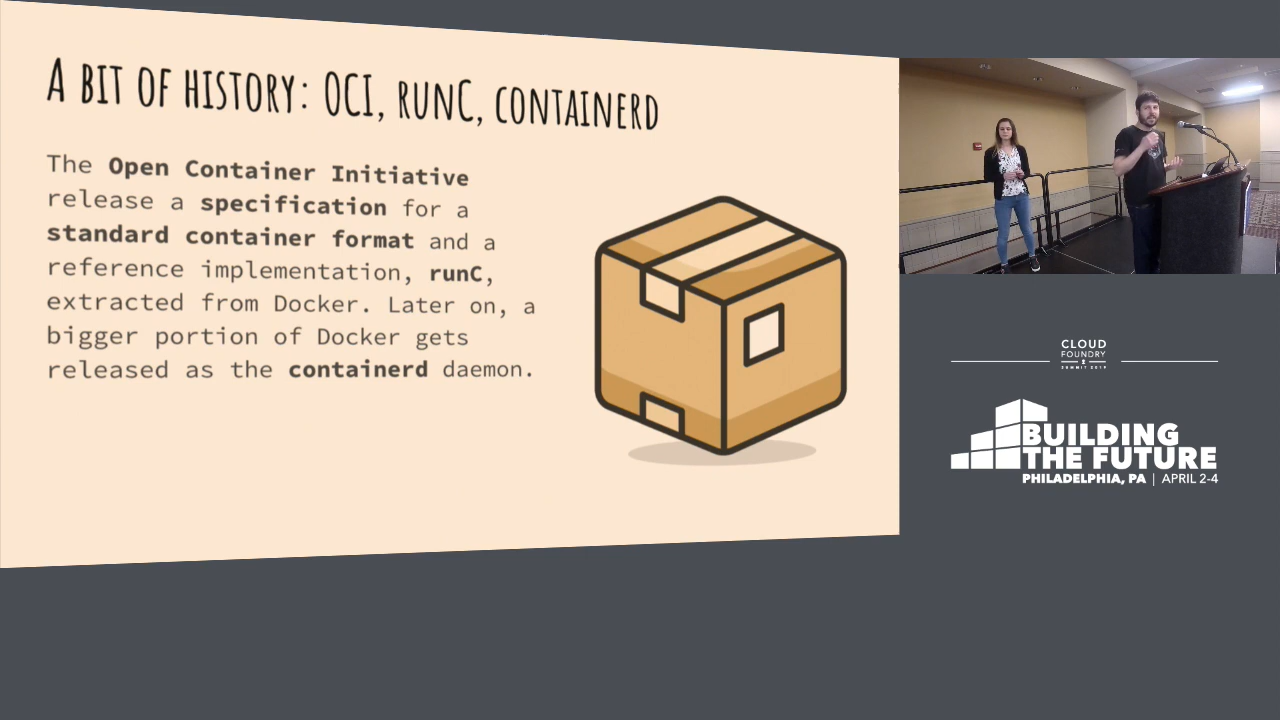 A BIT OF HISTORY: OCI, RUNC, CONTAINERD
The Open Container Initiative
release a specification for a
standard container format and a
reference implementation, runC,
extracted from Docker. Later on, a
bigger portion of Docker gets
released as the containerd daemon.
CLOUD
FOUNDRY
SUMMIT 2019
BUILDING
THE FUTURE
PHILADELPHIA, PA | APRIL 2-4